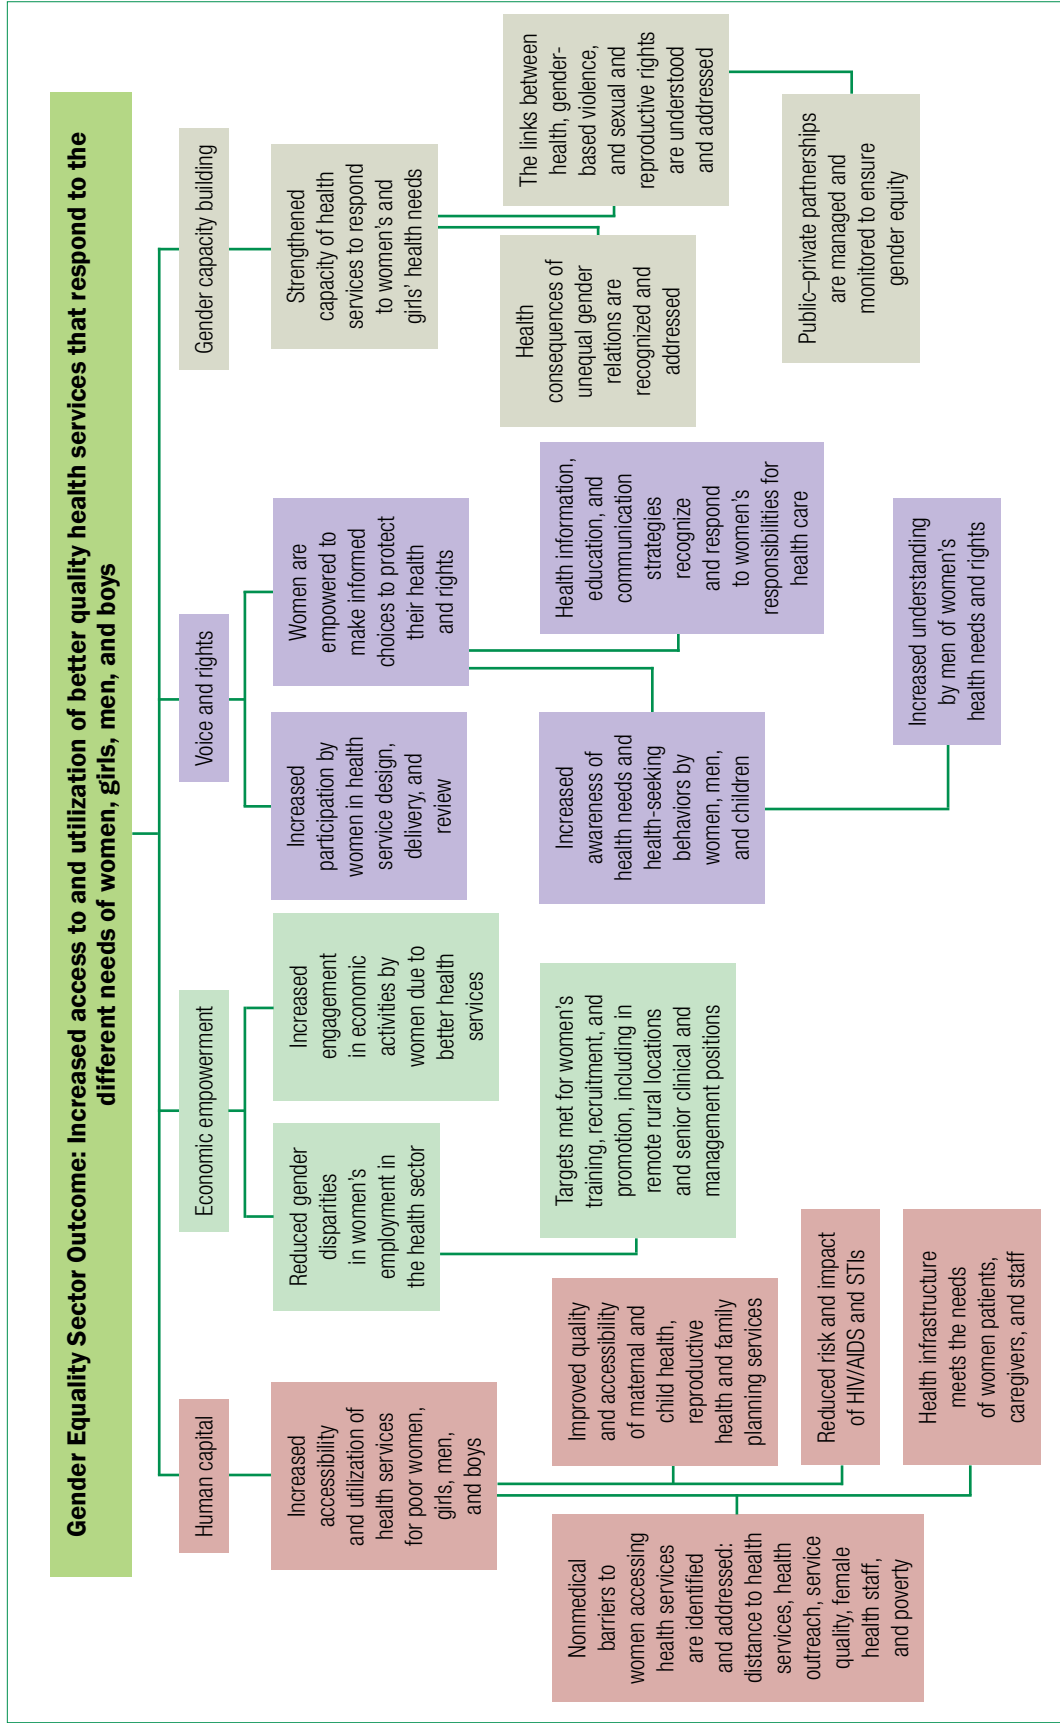 Gender Equality Sector Outcome: Increased access to and utilization of better quality health services that respond to the
different needs of women, girls, men, and boys
Human capital
Increased
accessibility
and utilization of
health services
for poor women,
girls, men,
and boys
Nonmedical
barriers to
women accessing
health services
are identified
and addressed:
distance to health
services, health
outreach, service
quality, female
health staff,
and poverty
Improved quality
and accessibility
of maternal and
child health,
reproductive
health and family
planning services
Reduced risk and impact
of HIV/AIDS and STIs
Health infrastructure
meets the needs
of women patients,
caregivers, and staff
Economic empowerment
Reduced gender
disparities
in women’s
employment in
the health sector
Increased
engagement
in economic
activities by
women due to
better health
services
Targets met for women’s
training, recruitment, and
promotion, including in
remote rural locations
and senior clinical and
management positions
Voice and rights
Increased
participation by
women in health
service design,
delivery, and
review
Women are
empowered to
make informed
choices to protect
their health
and rights
Increased
awareness of
health needs and
health-seeking
behaviors by
women, men,
and children
Health information,
education, and
communication
strategies
recognize
and respond
to women’s
responsibilities for
health care
Increased understanding
by men of women’s
health needs and rights
Gender capacity building
Strengthened
capacity of health
services to respond
to women’s and
girls’ health needs
Health
consequences of
unequal gender
relations are
recognized and
addressed
The links between
health, gender-
based violence,
and sexual and
reproductive rights
are understood
and addressed
Public–private partnerships
are managed and
monitored to ensure
gender equity